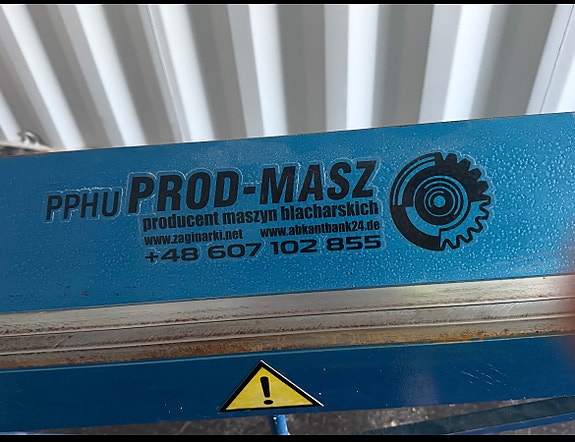 PPHU PROD-MASZ
producent maszyn blacharskich
www.zaginarki.net www.abkantbank24.de
+48 607 102 855
!